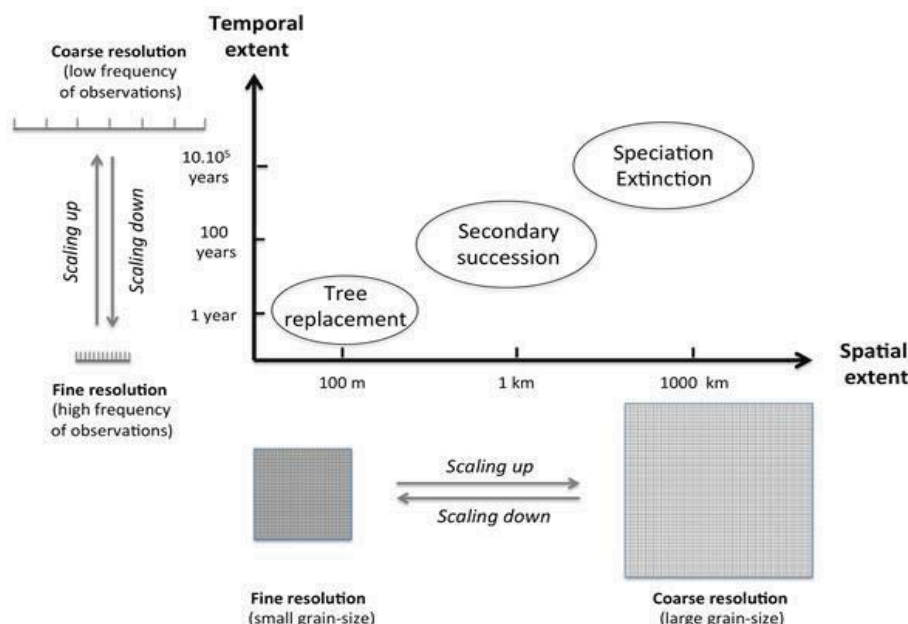 Temporal
extent
Coarse resolution
(low frequency
of observations)
Scaling up
Scaling down
Fine resolution
(high frequency
of observations)
10.10⁵
years
100
years
1 year
Speciation
Extinction
Secondary
succession
Tree
replacement
100 m
1 km
1000 km
Spatial
extent
Scaling up
Scaling down
Fine resolution
(small grain-size)
Coarse resolution
(large grain-size)